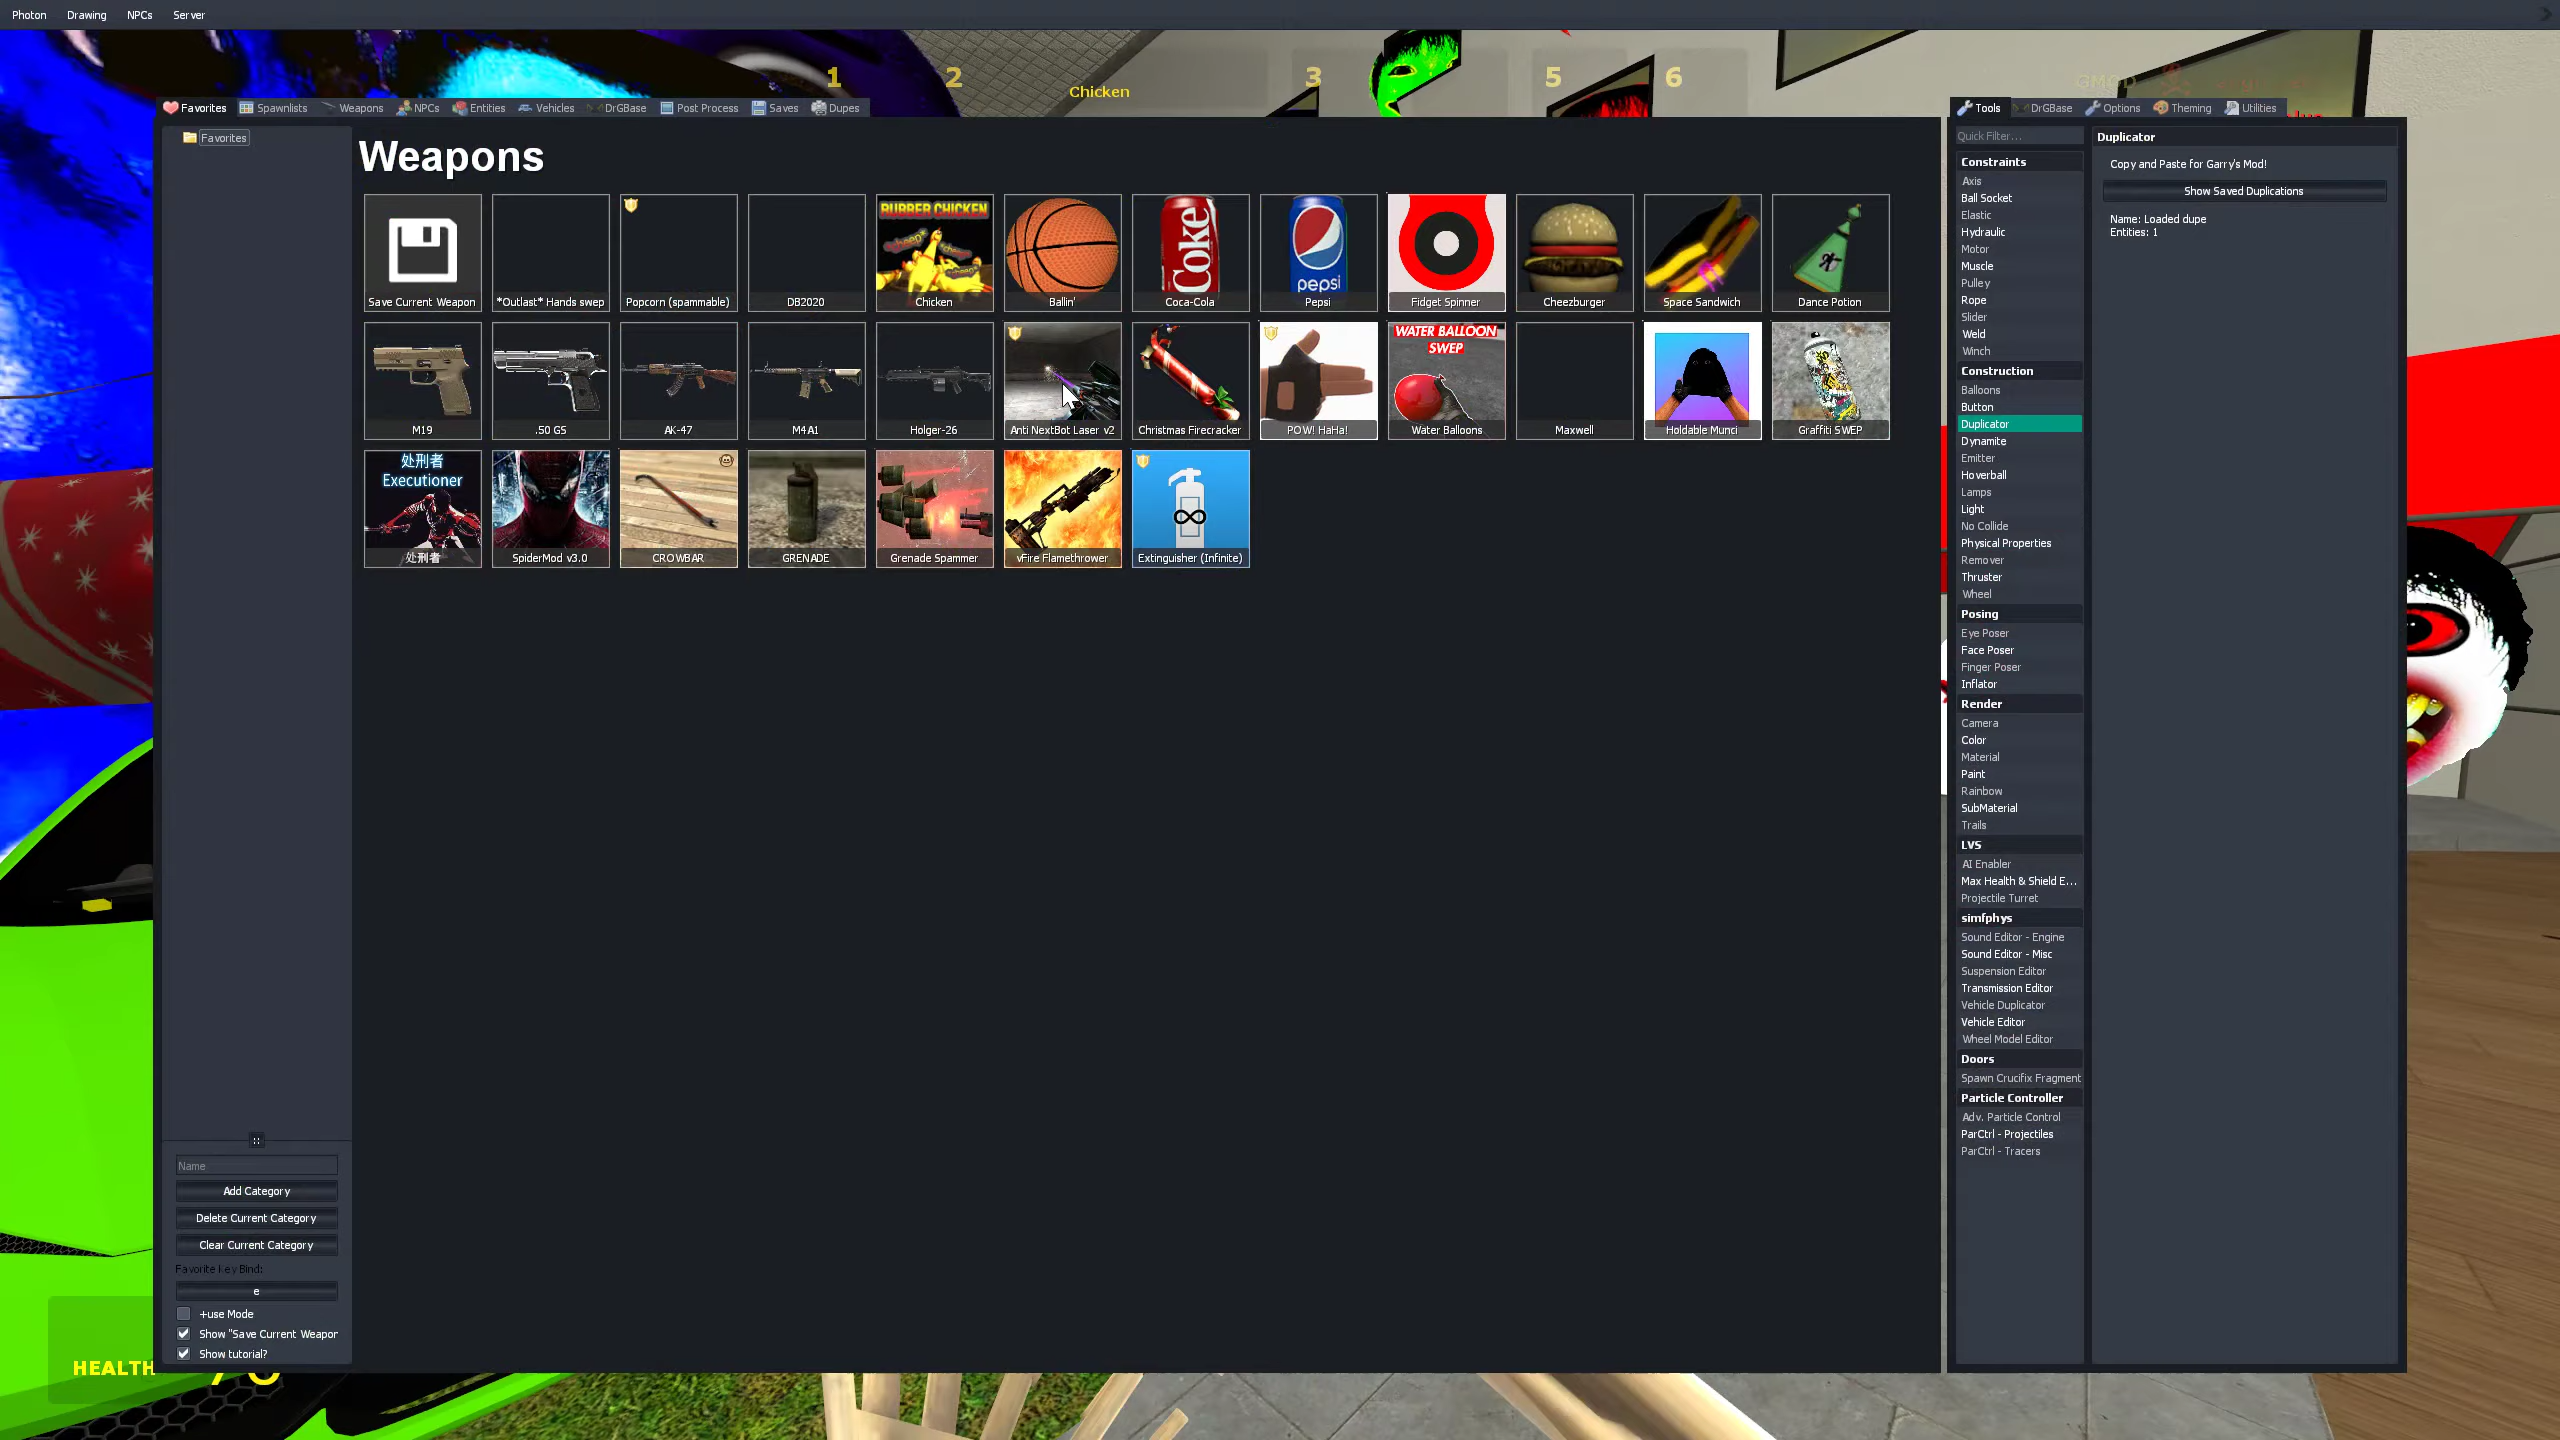 Photon Drawing NPCs Server
1 2 3 5 6
Chicken
GMOD
Favorites Spawnlists Weapons NPCs Entities Vehicles DrGBase Post Process Saves Dupes
Favorites
Weapons
RUBBER CHICKEN
Coke
pepsi
Save Current Weapon
*Outlast* Hands swep
Popcorn (spammable)
DB2020
Chicken
Ballin'
Coca-Cola
Pepsi
Fidget Spinner
Cheezburger
Space Sandwich
Dance Potion
WATER BALLOON
SWEP
M19
.50 GS
AK-47
M4A1
Holger-26
Anti NextBot Laser v2
Christmas Firecracker
POW! HaHa!
Water Balloons
Maxwell
Holdable Munci
Graffiti SWEP
处刑者
Executioner
处刑者
SpiderMod v3.0
CROWBAR
GRENADE
Grenade Spammer
vFire Flamethrower
Extinguisher (Infinite)
Name
Add Category
Delete Current Category
Clear Current Category
Favorite Key Bind:
e
+use Mode
Show "Save Current Weapon
Show tutorial?
HEALTH
Tools DrGBase Options Theming Utilities
Quick Filter...
Constraints
Axis
Ball Socket
Elastic
Hydraulic
Motor
Muscle
Pulley
Rope
Slider
Weld
Winch
Construction
Balloons
Button
Duplicator
Dynamite
Emitter
Hoverball
Lamps
Light
No Collide
Physical Properties
Remover
Thruster
Wheel
Posing
Eye Poser
Face Poser
Finger Poser
Inflator
Render
Camera
Color
Material
Paint
Rainbow
SubMaterial
Trails
LVS
AI Enabler
Max Health & Shield E...
Projectile Turret
simfphys
Sound Editor - Engine
Sound Editor - Misc
Suspension Editor
Transmission Editor
Vehicle Duplicator
Vehicle Editor
Wheel Model Editor
Doors
Spawn Crucifix Fragment
Particle Controller
Adv. Particle Control
ParCtrl - Projectiles
ParCtrl - Tracers
Duplicator
Copy and Paste for Garry's Mod!
Show Saved Duplications
Name: Loaded dupe
Entities: 1